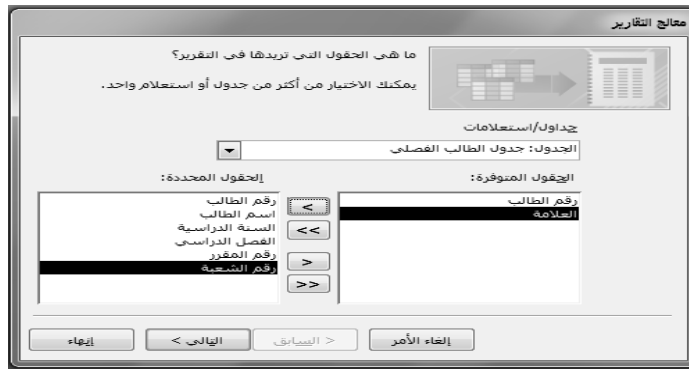 معالج التقارير
ما هي الحقول التي تريدها في التقرير؟
يمكنك الاختيار من أكثر من جدول أو استعلام واحد.
جداول/استعلامات
الجدول: جدول الطالب الفصلي
الحقول المتوفرة:
رقم الطالب
العلامة
>
>>
<
<<
الحقول المحددة:
رقم الطالب
اسم الطالب
السنة الدراسية
الفصل الدراسي
رقم المقرر
رقم الشعبة
إلغاء الأمر
< السابق
التالي >
إنهاء